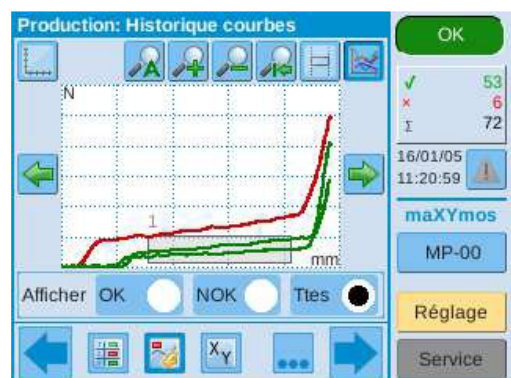 Production: Historique courbes
A
N
1
mm
Afficher OK NOK Ttes
X Y
OK
✓ 53
× 6
Σ 72
16/01/05
11:20:59
maXYmos
MP-00
Réglage
Service